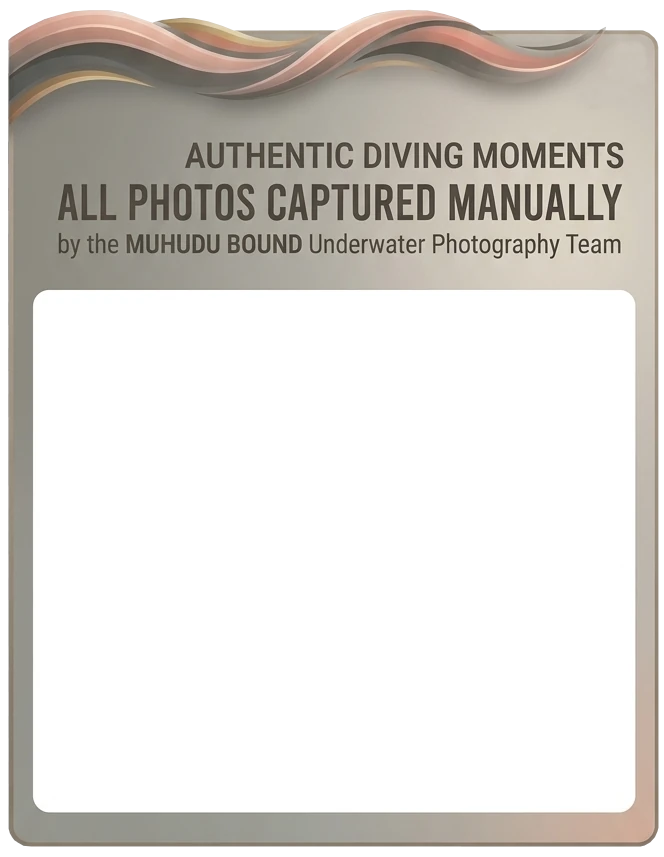 AUTHENTIC DIVING MOMENTS
ALL PHOTOS CAPTURED MANUALLY
by the MUHUDU BOUND Underwater Photography Team